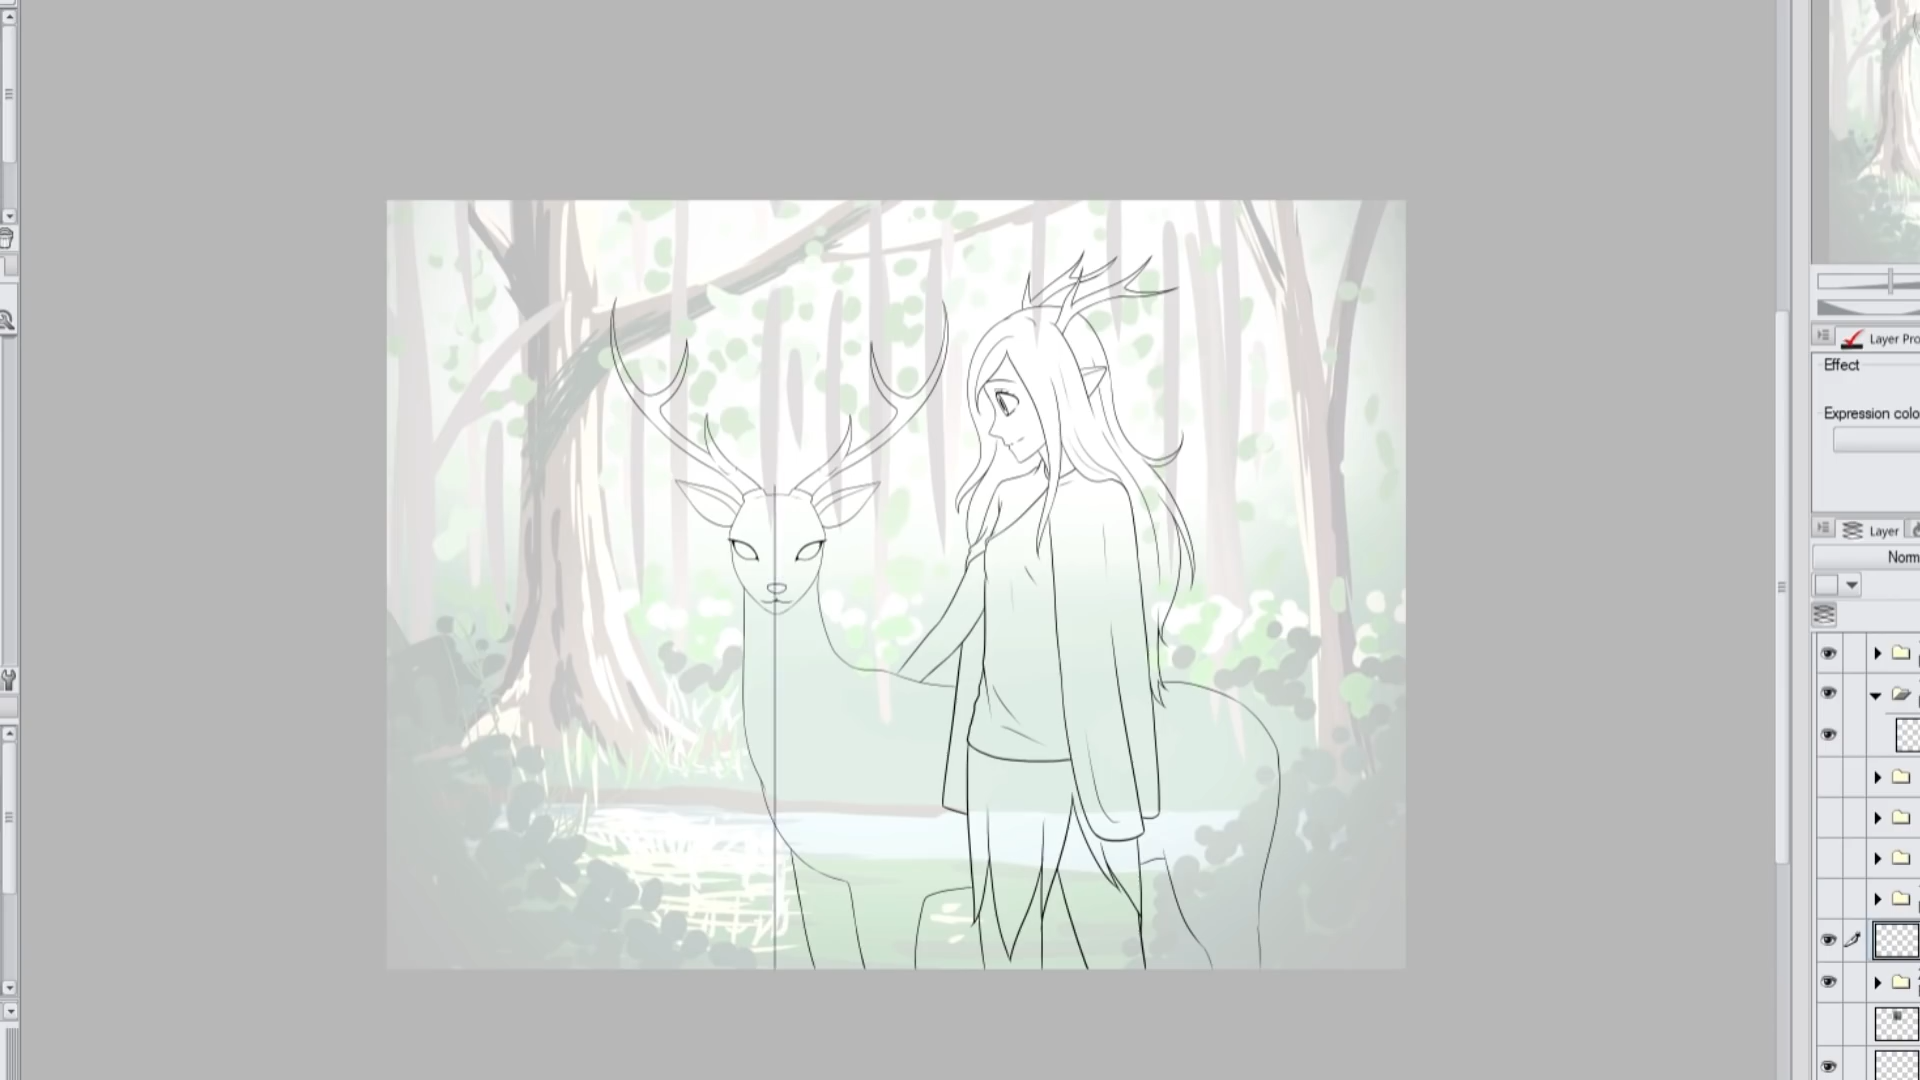 Layer Pro
Effect
Expression colo
Layer
Norm